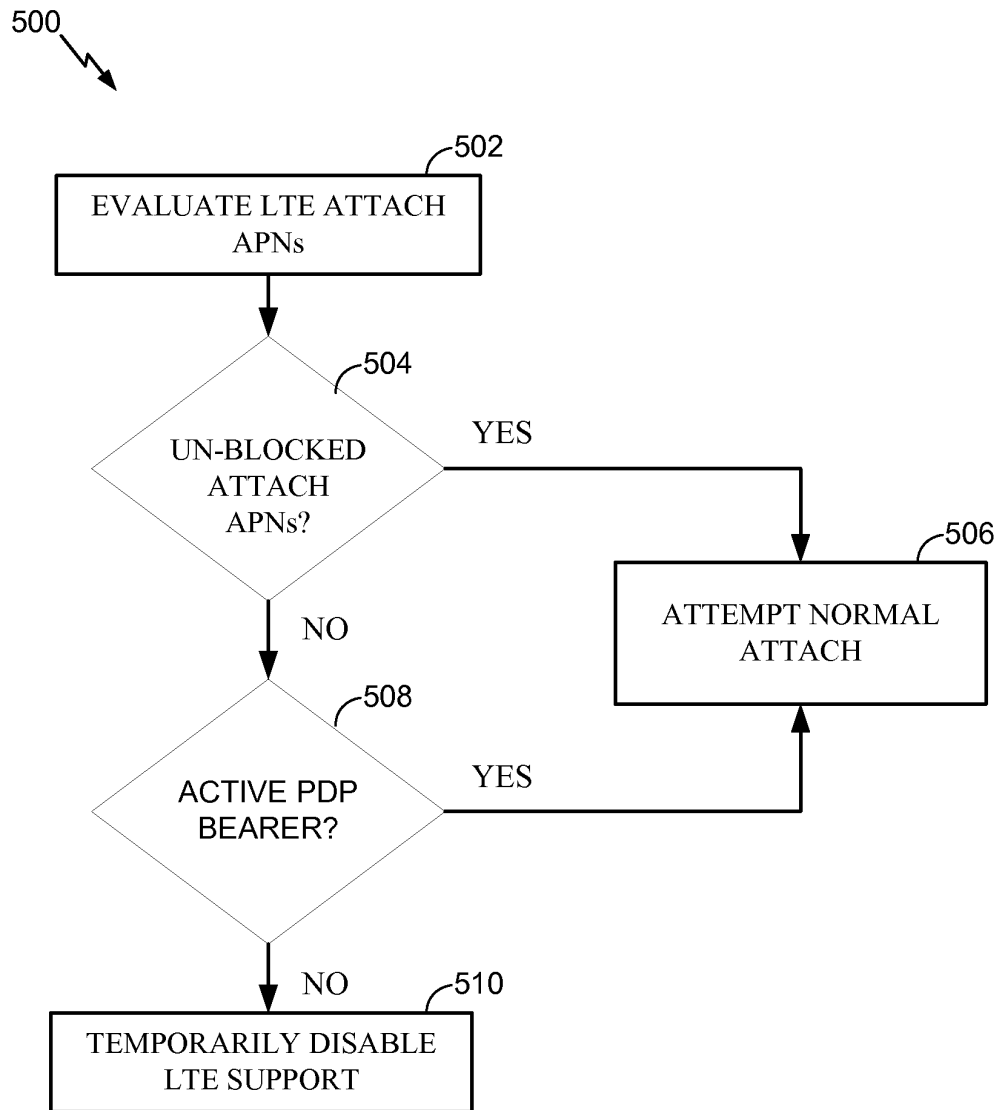 500
502
EVALUATE LTE ATTACH
APNs
504
UN-BLOCKED
ATTACH
APNs?
YES
506
ATTEMPT NORMAL
ATTACH
NO
508
ACTIVE PDP
BEARER?
YES
NO
510
TEMPORARILY DISABLE
LTE SUPPORT